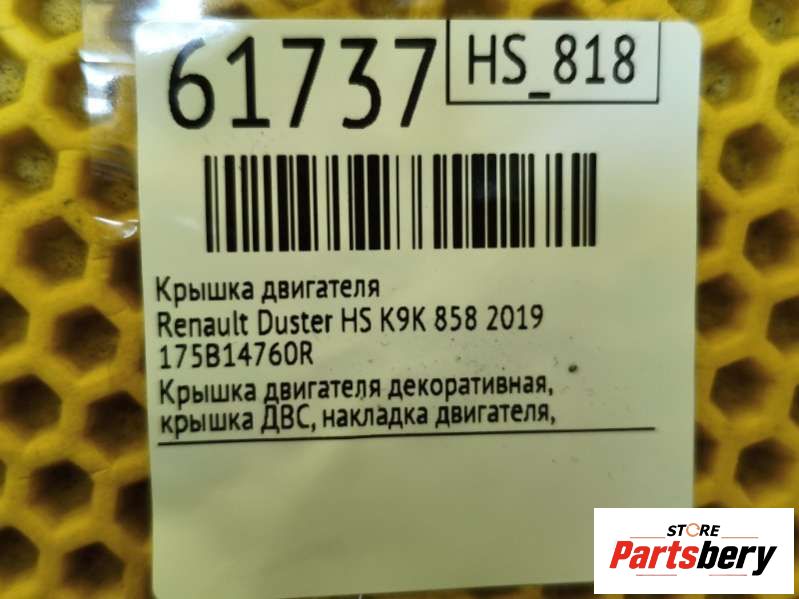 61737
HS_818
Крышка двигателя
Renault Duster HS K9K 858 2019
175B14760R
Крышка двигателя декоративная,
крышка ДВС, накладка двигателя,
STORE
Partsbery